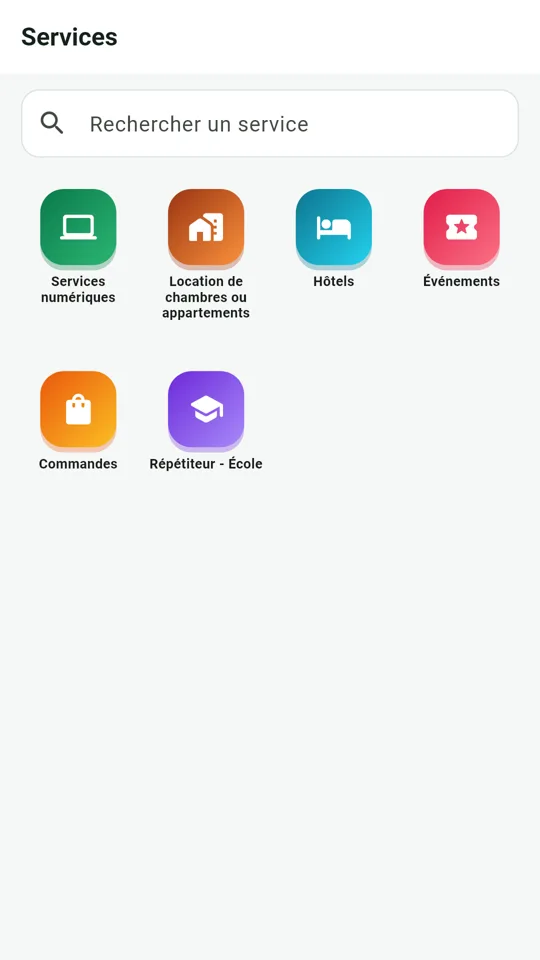 Services
Rechercher un service
Services
numériques
Location de
chambres ou
appartements
Hôtels
Événements
Commandes
Répétiteur - École